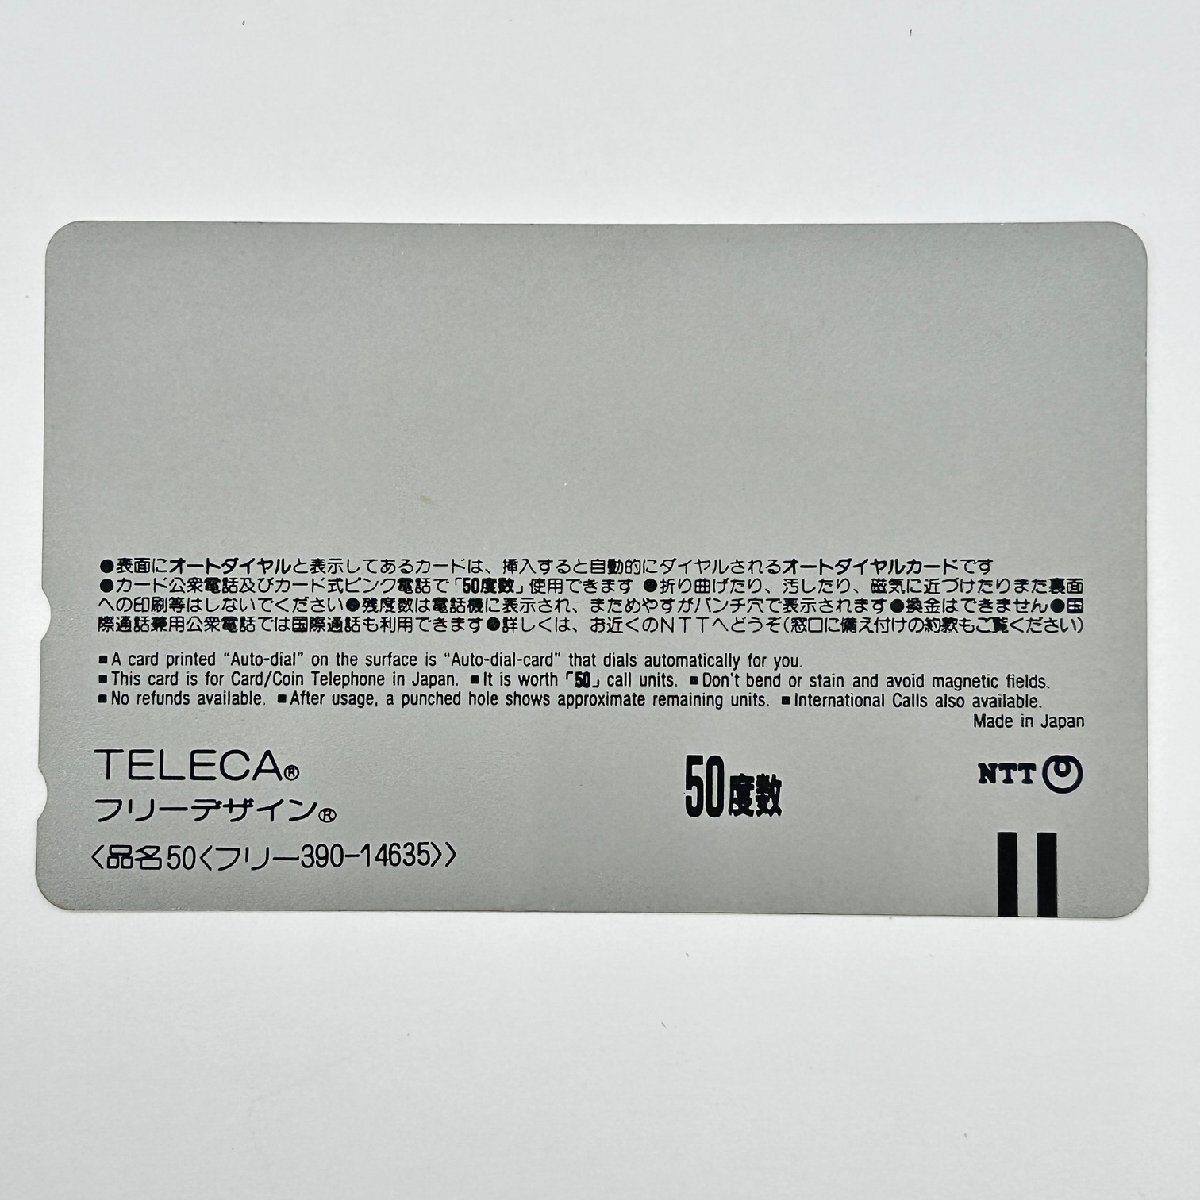 ●表面にオートダイヤルと表示してあるカードは、挿入すると自動的にダイヤルされるオートダイヤルカードです
●カード公衆電話及びカード式ピンク電話で「50度数」使用できます ●折り曲げたり、汚したり、磁気に近づけたりまた裏面
への印刷等はしないでください●残度数は電話機に表示され、まためやすがパンチ穴で表示されます●換金はできません●国
際通話兼用公衆電話では国際通話も利用できます●詳しくは、お近くのNTTへどうぞ(窓口に備え付けの約款もご覧ください)
■A card printed "Auto-dial" on the surface is "Auto-dial-card" that dials automatically for you.
■This card is for Card/Coin Telephone in Japan. ■It is worth「50」call units. ■Don't bend or stain and avoid magnetic fields.
■No refunds available. ■After usage, a punched hole shows approximate remaining units. ■International Calls also available.
Made in Japan
TELECA®
フリーデザイン®
〈品名50〈フリー390-14635〉〉
50度数
NTT